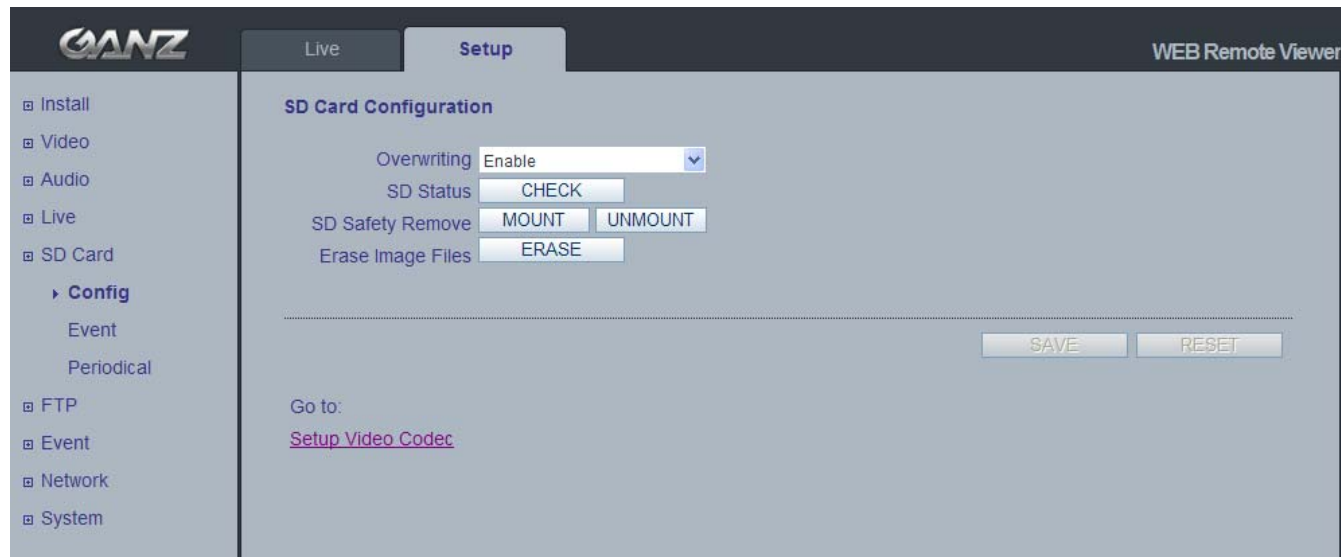 GANZ
Live
Setup
WEB Remote Viewer
Install
Video
Audio
Live
SD Card
Config
Event
Periodical
FTP
Event
Network
System
SD Card Configuration
Overwriting Enable
SD Status CHECK
SD Safety Remove MOUNT UNMOUNT
Erase Image Files ERASE
SAVE RESET
Go to:
Setup Video Codec